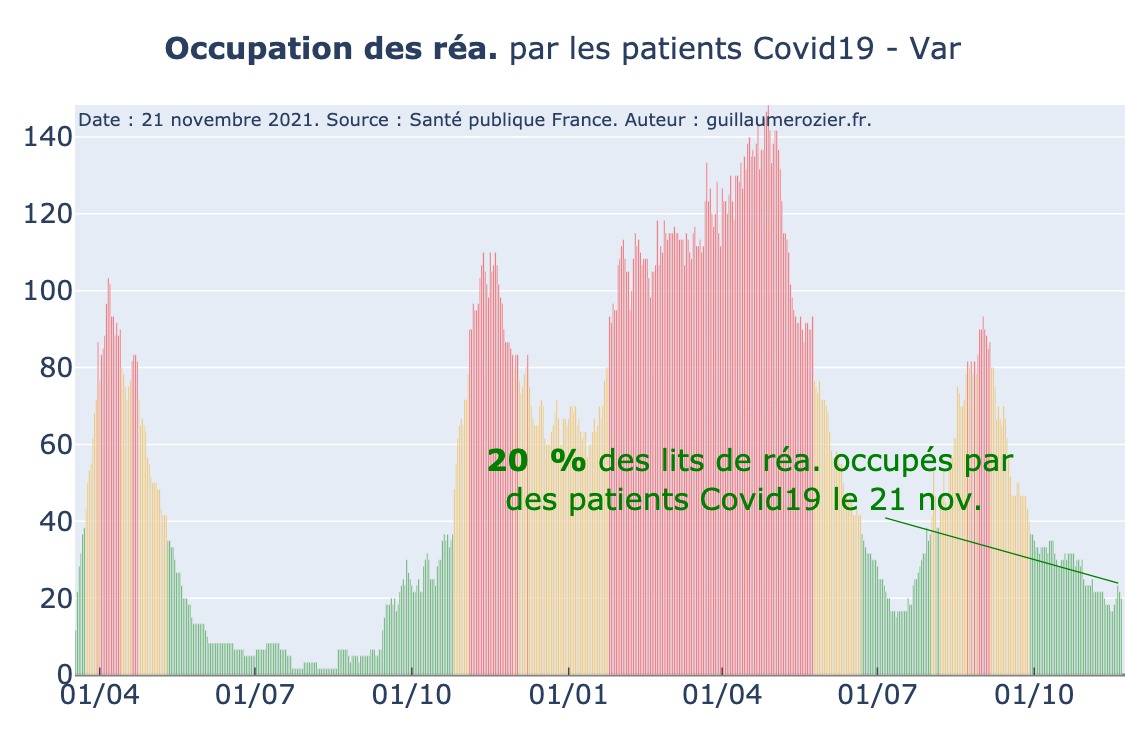 Occupation des réa. par les patients Covid19 - Var
Date : 21 novembre 2021. Source : Santé publique France. Auteur : guillaumerozier.fr.
140
120
100
80
60
40
20
0
20 % des lits de réa. occupés par
des patients Covid19 le 21 nov.
01/04 01/07 01/10 01/01 01/04 01/07 01/10